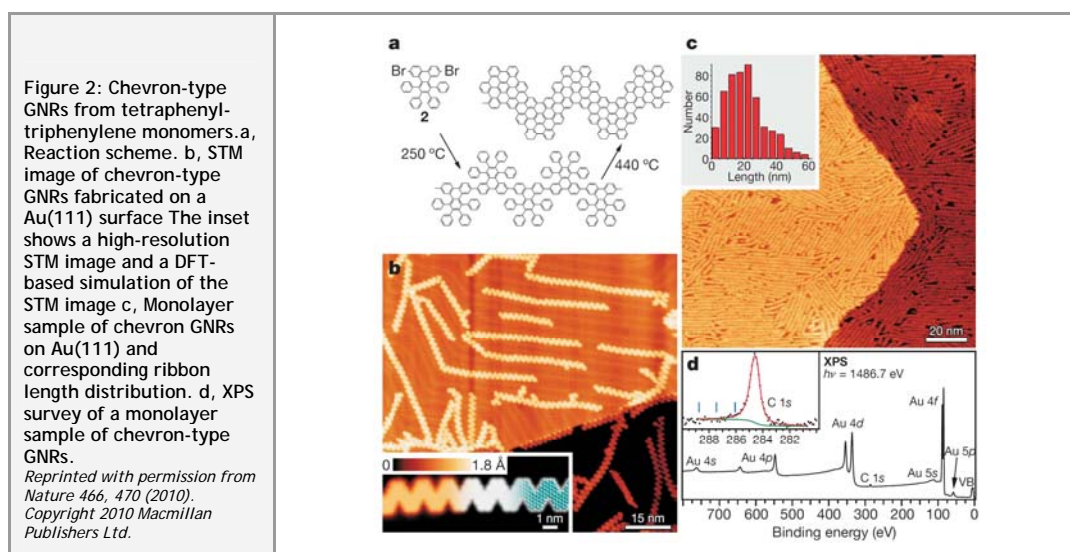 Figure 2: Chevron-type
GNRs from tetraphenyl-
triphenylene monomers.a,
Reaction scheme. b, STM
image of chevron-type
GNRs fabricated on a
Au(111) surface The inset
shows a high-resolution
STM image and a DFT-
based simulation of the
STM image c, Monolayer
sample of chevron GNRs
on Au(111) and
corresponding ribbon
length distribution. d, XPS
survey of a monolayer
sample of chevron-type
GNRs.
Reprinted with permission from
Nature 466, 470 (2010).
Copyright 2010 Macmillan
Publishers Ltd.
a
Br Br
2
250 ºC
440 ºC
b
0 1.8 Å
1 nm
15 nm
c
Number
80
60
40
20
0
0 20 40 60
Length (nm)
20 nm
d
XPS
hν = 1486.7 eV
C 1s
288 286 284 282
Au 4s
Au 4p
Au 4d
C 1s
Au 5s
Au 4f
Au 5p
VB
700 600 500 400 300 200 100 0
Binding energy (eV)